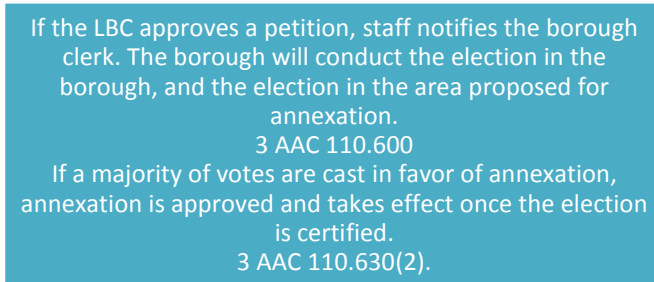 If the LBC approves a petition, staff notifies the borough
clerk. The borough will conduct the election in the
borough, and the election in the area proposed for
annexation.
3 AAC 110.600
If a majority of votes are cast in favor of annexation,
annexation is approved and takes effect once the election
is certified.
3 AAC 110.630(2).